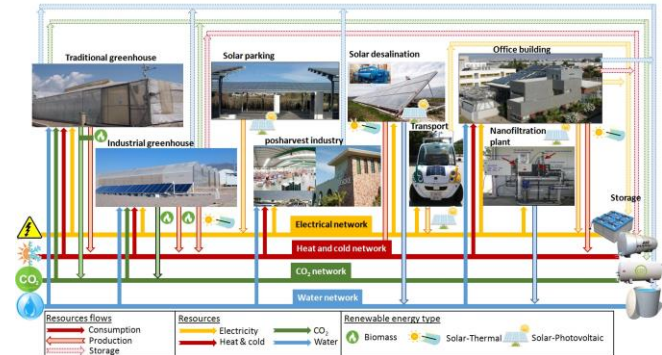 Traditional greenhouse
Solar parking
Solar desalination
Office building
Industrial greenhouse
posharvest industry
Transport
Nanofiltration
plant
Storage
Electrical network
Heat and cold network
CO₂ network
Water network
CO₂
Resources flows
Consumption
Production
Storage
Resources
Electricity
Heat & cold
CO₂
Water
Renewable energy type
Biomass
Solar-Thermal
Solar-Photovoltaic